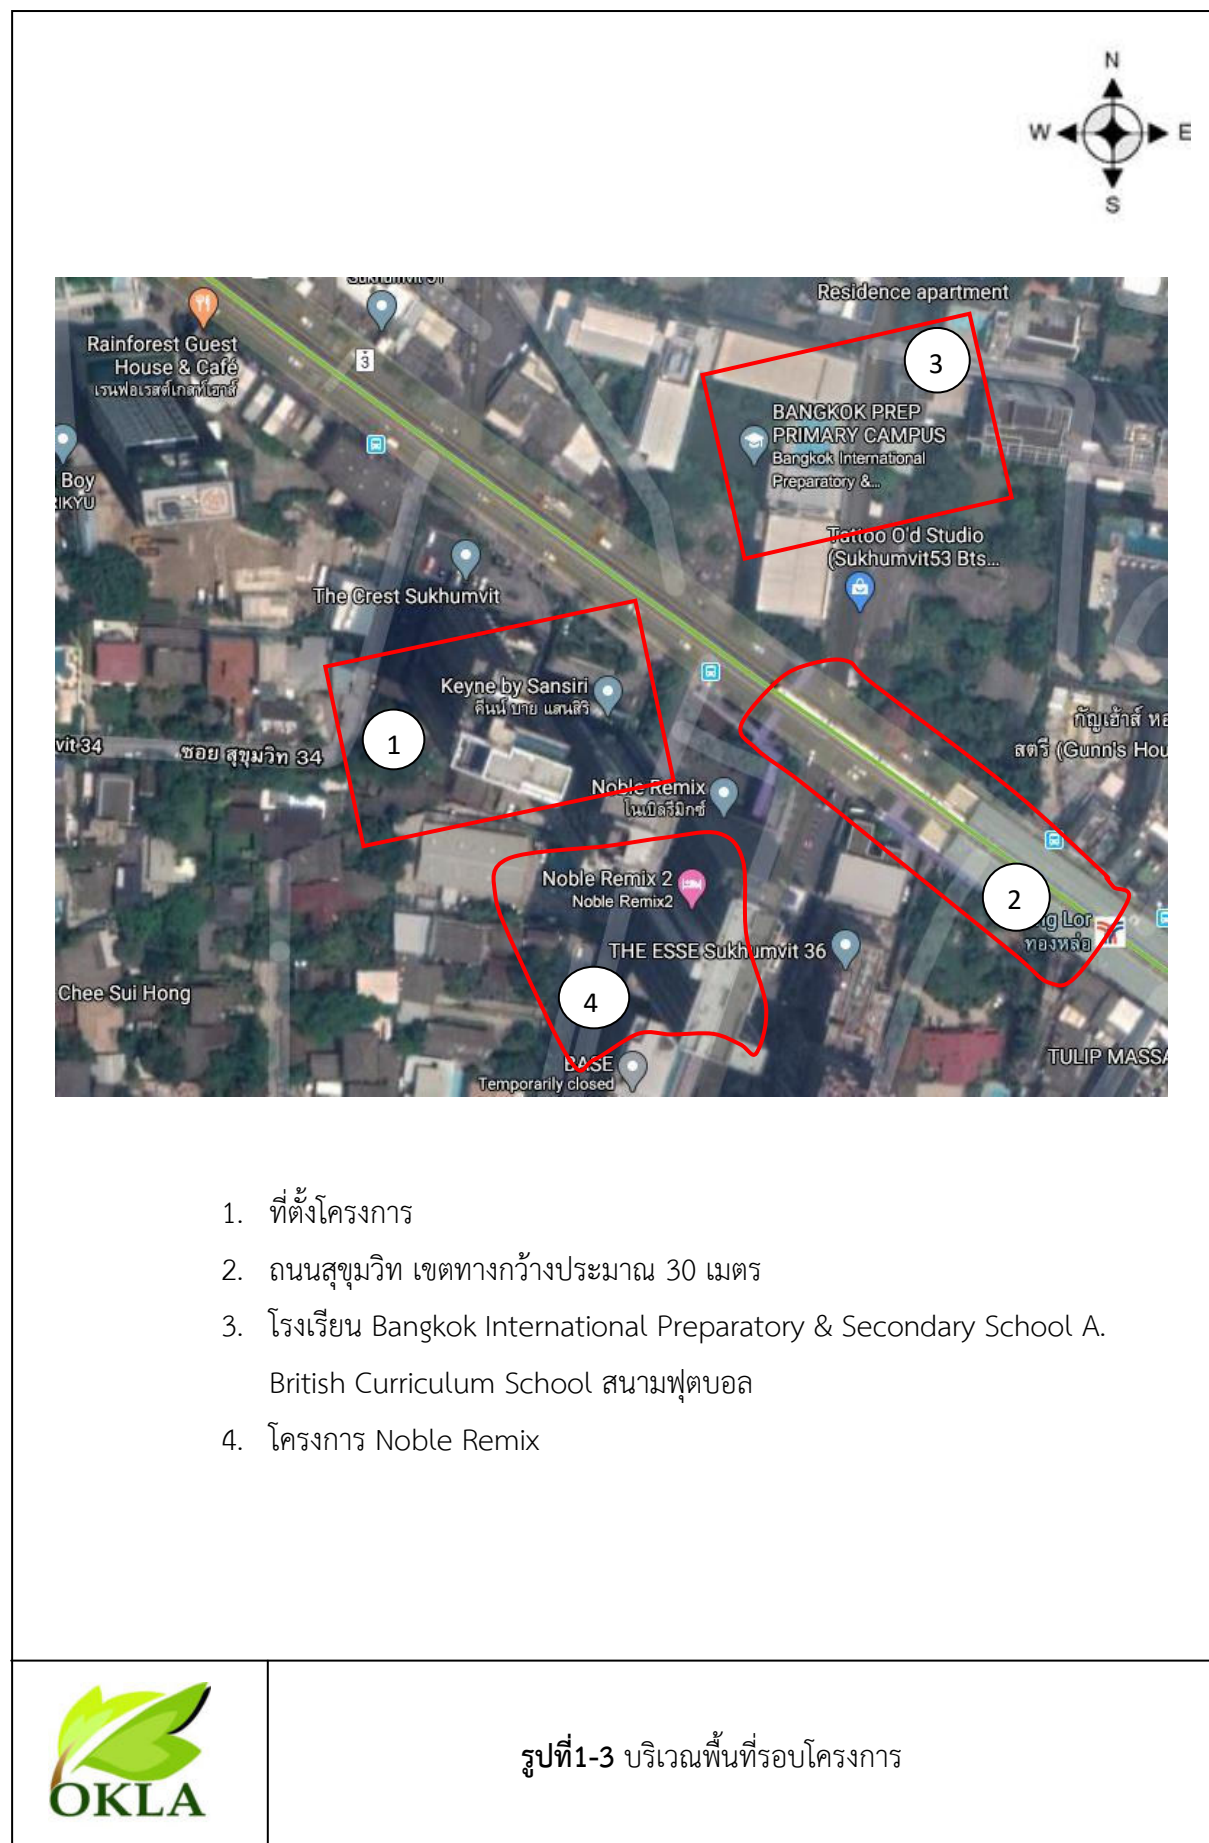 N
W E
S
Residence apartment
Rainforest Guest
House & Café
เรนฟอเรสต์เกสท์เฮาส์
3
3
BANGKOK PREP
PRIMARY CAMPUS
Bangkok International
Preparatory &...
Boy
IKYU
Tattoo O'd Studio
(Sukhumvit53 Bts...
The Crest Sukhumvit
Keyne by Sansiri
คีนน์ บาย แสนสิริ
1
vit 34
ซอย สุขุมวิท 34
กัญเฮ้าส์ หอ
สตรี (Gunn's Hou
Noble Remix
โนเบิลรีมิกซ์
Noble Remix 2
Noble Remix2
2
ng Lor
ทองหล่อ
THE ESSE Sukhumvit 36
Chee Sui Hong
4
BASE
Temporarily closed
TULIP MASSA
1. ที่ตั้งโครงการ
2. ถนนสุขุมวิท เขตทางกว้างประมาณ 30 เมตร
3. โรงเรียน Bangkok International Preparatory & Secondary School A.
British Curriculum School สนามฟุตบอล
4. โครงการ Noble Remix
OKLA
รูปที่1-3 บริเวณพื้นที่รอบโครงการ